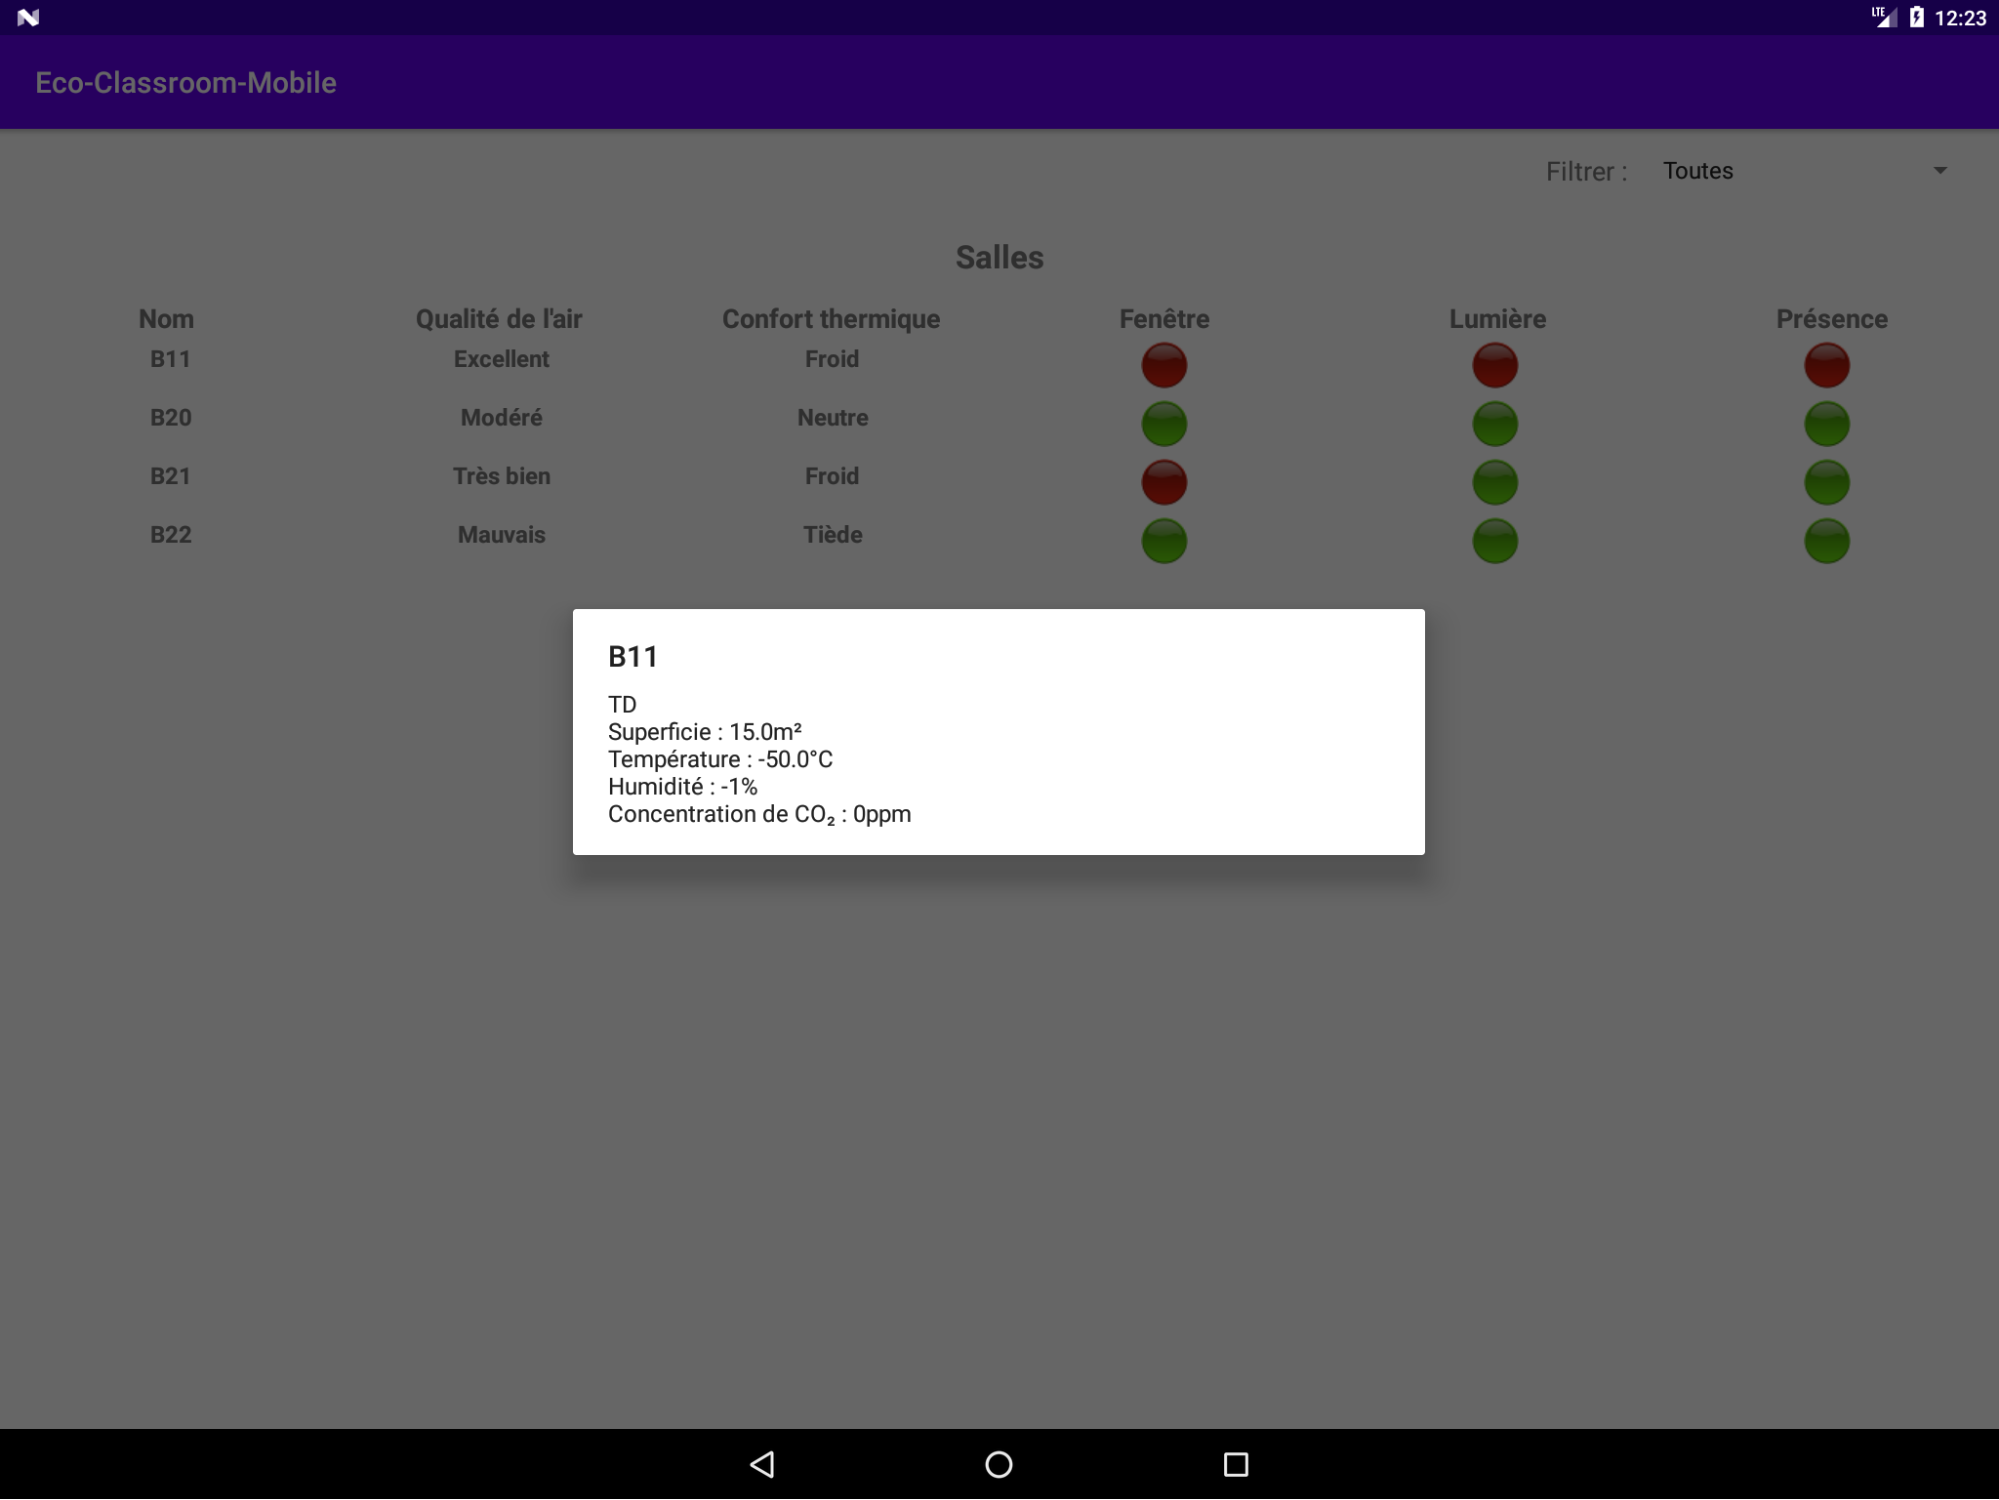 LTE 12:23
Eco-Classroom-Mobile
Filtrer : Toutes
Salles
Nom Qualité de l'air Confort thermique Fenêtre Lumière Présence
B11 Excellent Froid
B20 Modéré Neutre
B21 Très bien Froid
B22 Mauvais Tiède
B11
TD
Superficie : 15.0m²
Température : -50.0°C
Humidité : -1%
Concentration de CO₂ : 0ppm